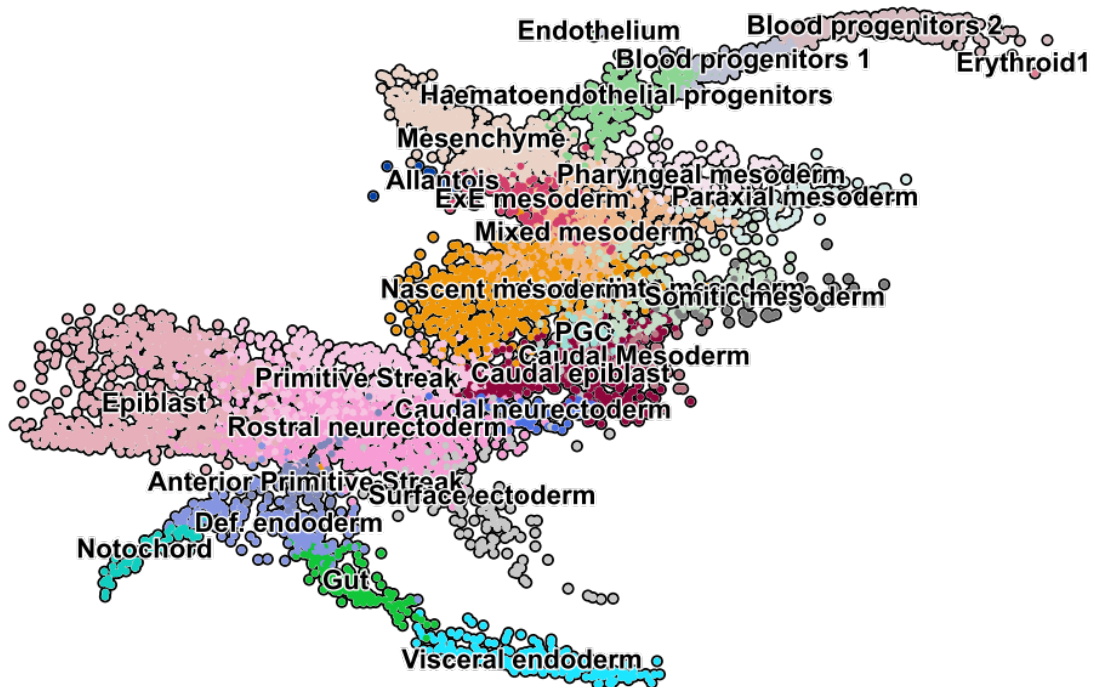 Blood progenitors 2
Endothelium
Blood progenitors 1
Erythroid1
Haematoendothelial progenitors
Mesenchyme
Pharyngeal mesoderm
Allantois
Paraxial mesoderm
ExE mesoderm
Mixed mesoderm
Nascent mesoderm
mesoderm
Somitic mesoderm
PGC
Caudal Mesoderm
Caudal epiblast
Primitive Streak
Epiblast
Caudal neurectoderm
Rostral neurectoderm
Anterior Primitive Streak
Surface ectoderm
Def. endoderm
Notochord
Gut
Visceral endoderm